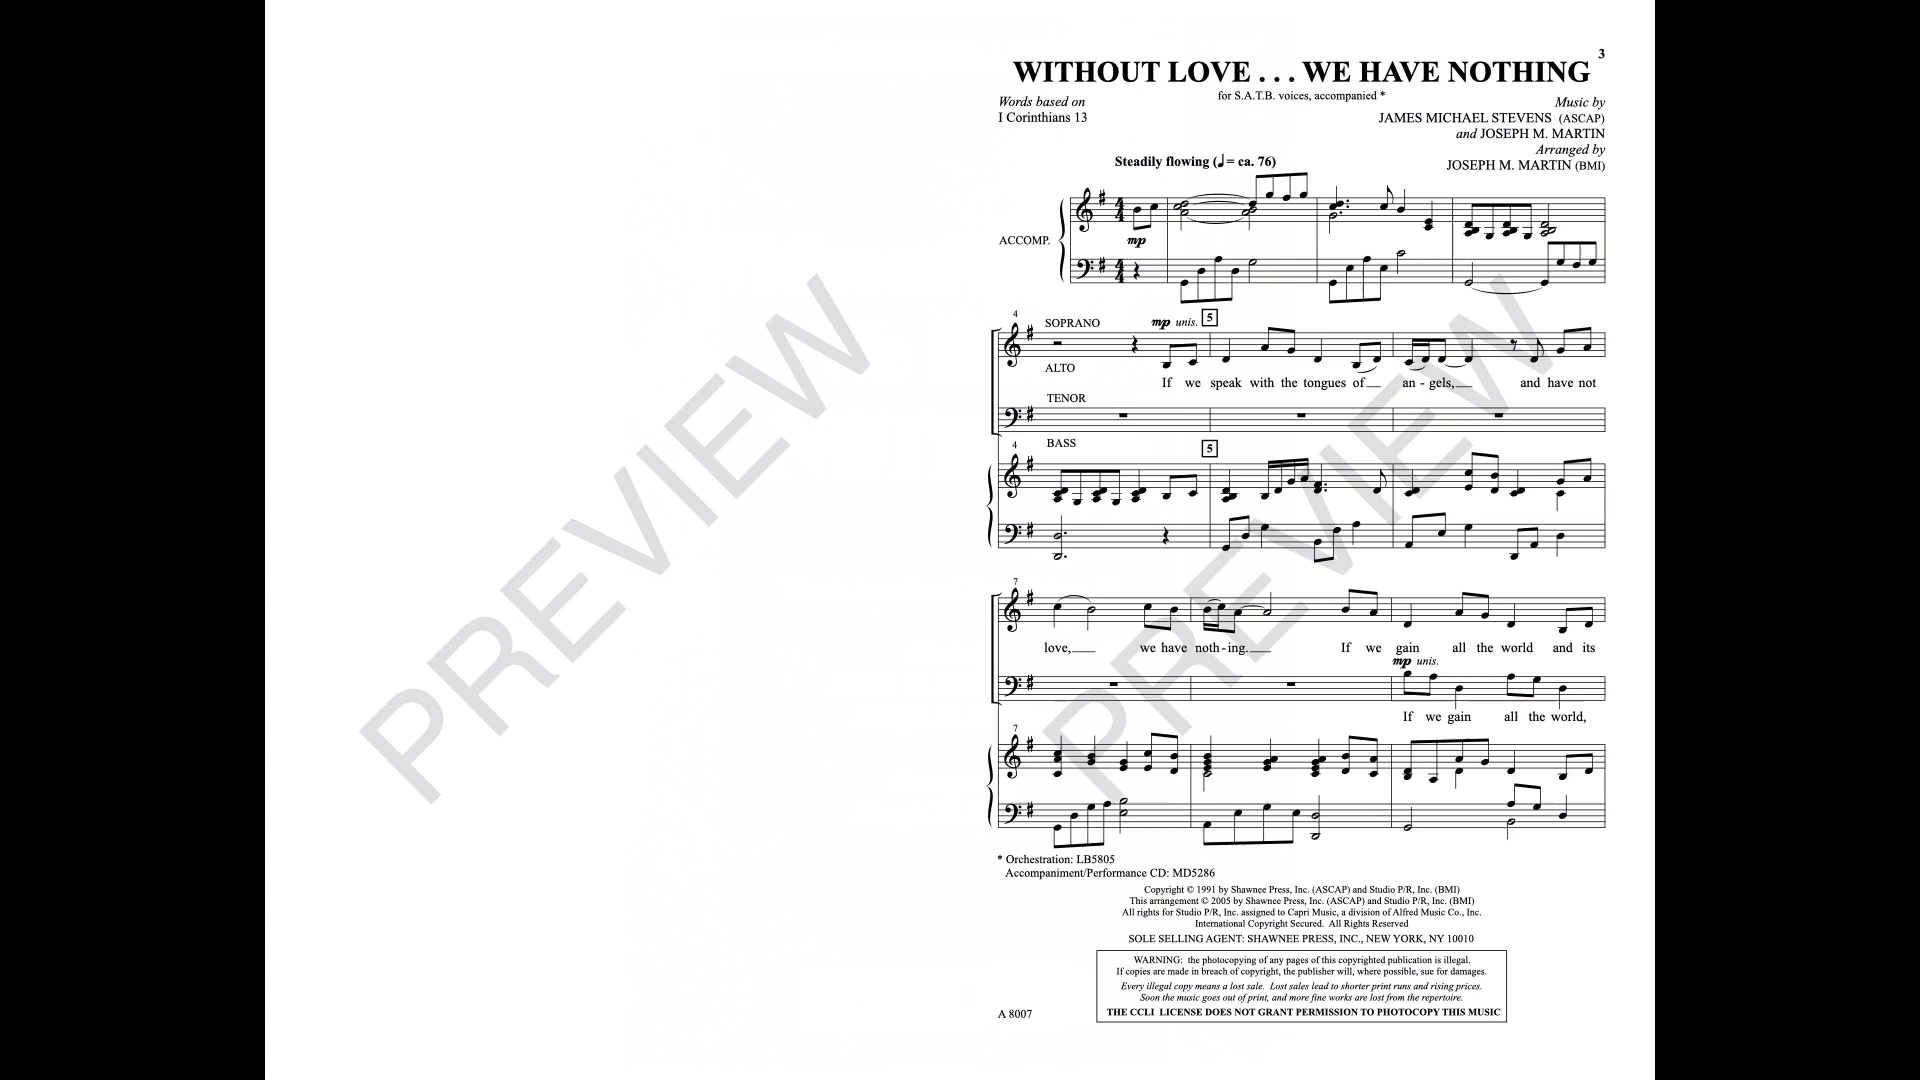 3
WITHOUT LOVE . . . WE HAVE NOTHING
for S.A.T.B. voices, accompanied *
Words based on
I Corinthians 13
Music by
JAMES MICHAEL STEVENS (ASCAP)
and JOSEPH M. MARTIN
Arranged by
JOSEPH M. MARTIN (BMI)
Steadily flowing (♩= ca. 76)
ACCOMP.
mp
4
SOPRANO
mp unis.
5
ALTO
If we speak with the tongues of an - gels, and have not
TENOR
BASS
4
5
7
love, we have noth - ing. If we gain all the world and its
mp unis.
If we gain all the world,
7
* Orchestration: LB5805
Accompaniment/Performance CD: MD5286
Copyright © 1991 by Shawnee Press, Inc. (ASCAP) and Studio P/R, Inc. (BMI)
This arrangement © 2005 by Shawnee Press, Inc. (ASCAP) and Studio P/R, Inc. (BMI)
All rights for Studio P/R, Inc. assigned to Capri Music, a division of Alfred Music Co., Inc.
International Copyright Secured. All Rights Reserved
SOLE SELLING AGENT: SHAWNEE PRESS, INC., NEW YORK, NY 10010
WARNING: the photocopying of any pages of this copyrighted publication is illegal.
If copies are made in breach of copyright, the publisher will, where possible, sue for damages.
Every illegal copy means a lost sale. Lost sales lead to shorter print runs and rising prices.
Soon the music goes out of print, and more fine works are lost from the repertoire.
THE CCLI LICENSE DOES NOT GRANT PERMISSION TO PHOTOCOPY THIS MUSIC
A 8007
PREVIEW
PREVIEW